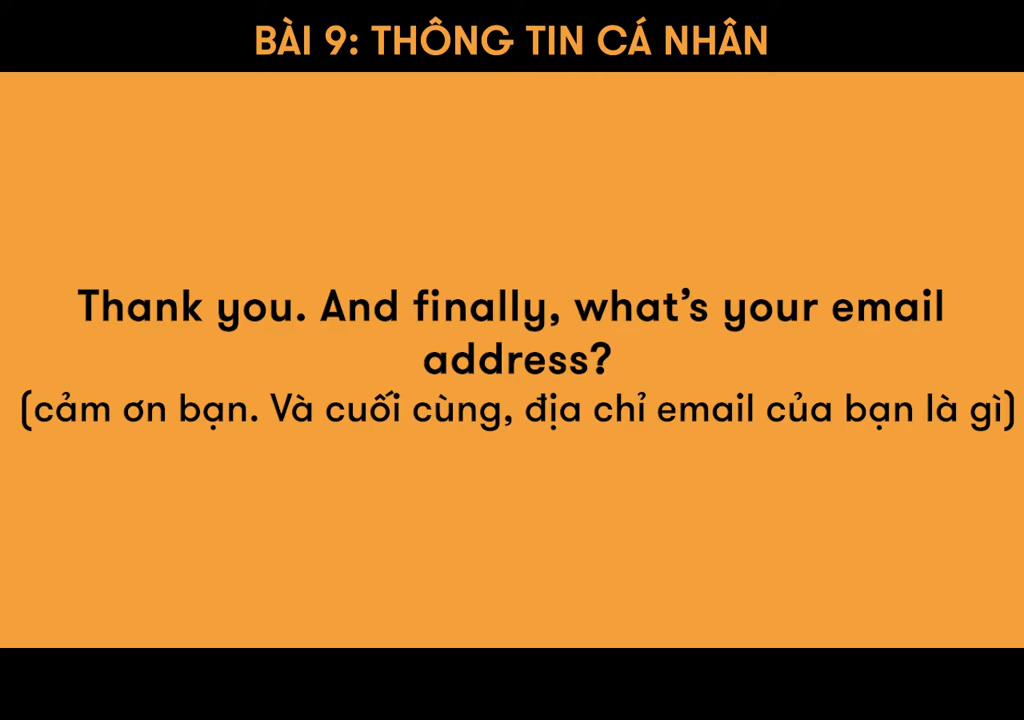 BÀI 9: THÔNG TIN CÁ NHÂN
Thank you. And finally, what’s your email
address?
(cảm ơn bạn. Và cuối cùng, địa chỉ email của bạn là gì)